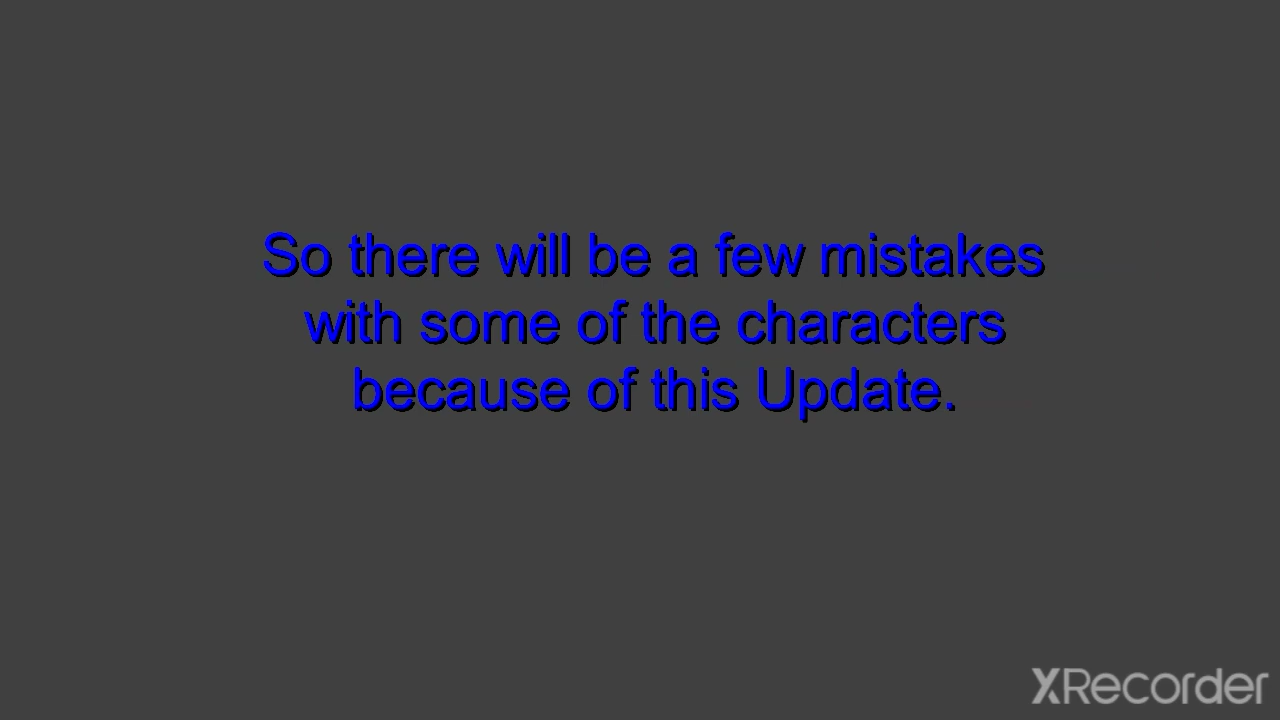 So there will be a few mistakes
with some of the characters
because of this Update.
XRecorder